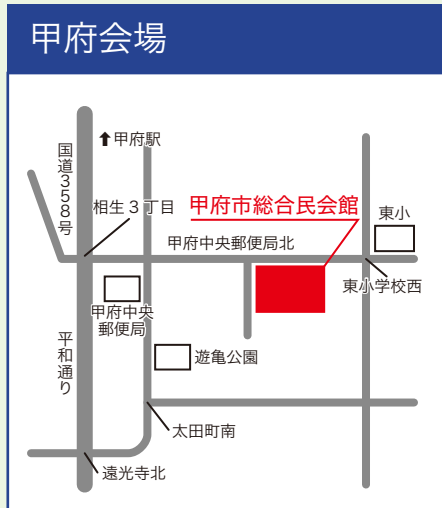 甲府会場
甲府駅
国道358号
相生3丁目
甲府市総合民会館
東小
甲府中央郵便局北
東小学校西
甲府中央
郵便局
平和通り
遊亀公園
太田町南
遠光寺北